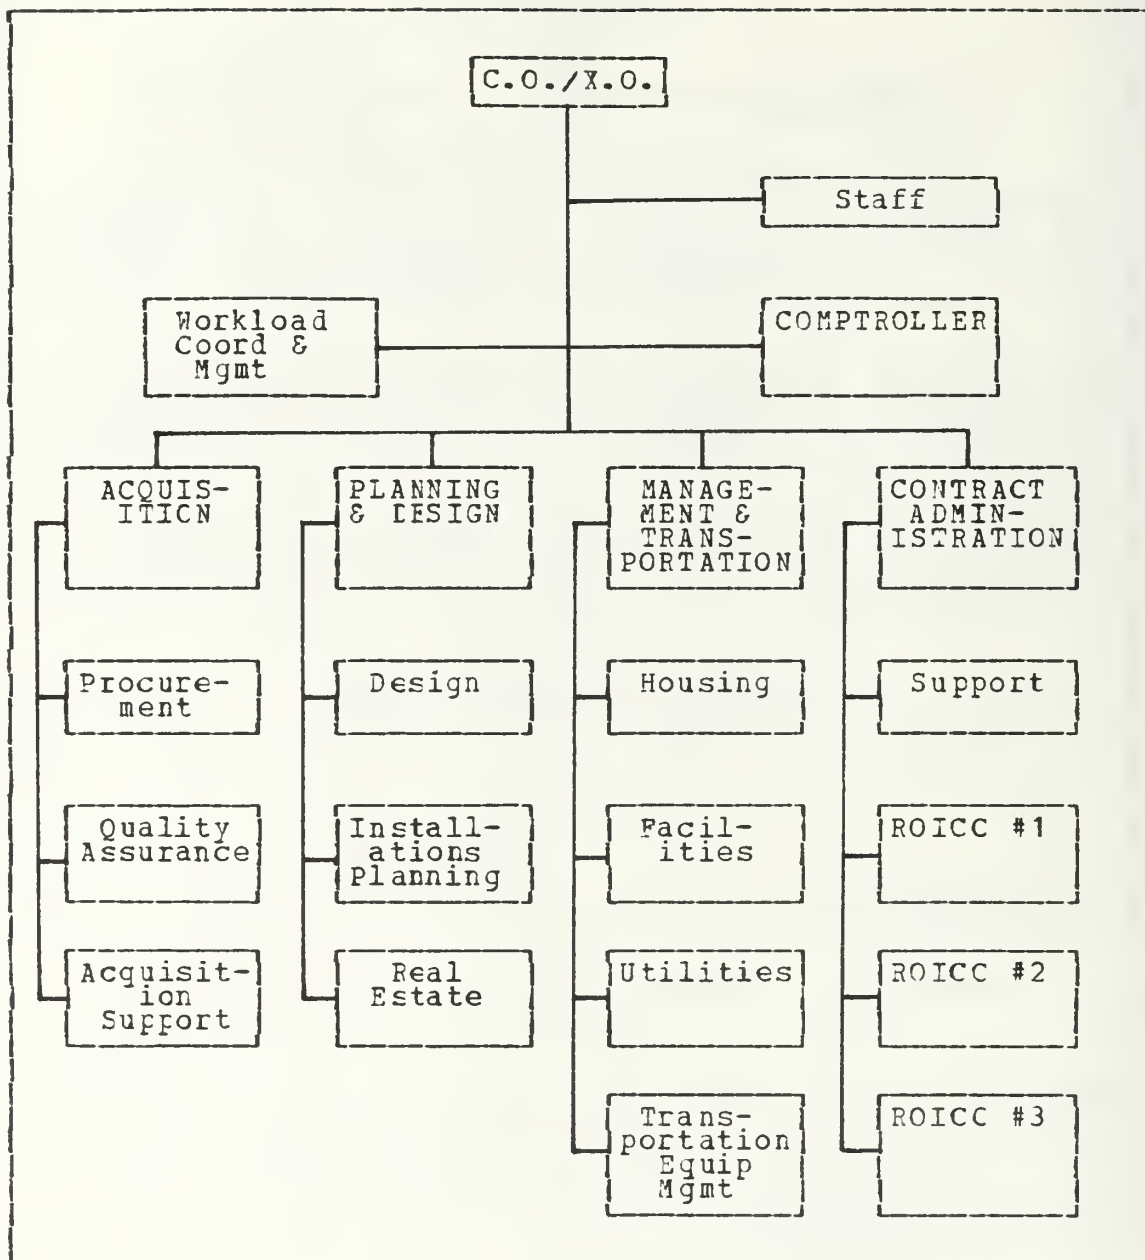 C.O./X.O.
Staff
Workload
Coord &
Mgmt
COMPTROLLER
ACQUIS-
ITION
PLANNING
& DESIGN
MANAGE-
MENT &
TRANS-
PORTATION
CONTRACT
ADMIN-
ISTRATION
Procure-
ment
Design
Housing
Support
Quality
Assurance
Install-
ations
Planning
Facil-
ities
ROICC #1
Acquisit-
ion
Support
Real
Estate
Utilities
ROICC #2
Trans-
portation
Equip
Mgmt
ROICC #3